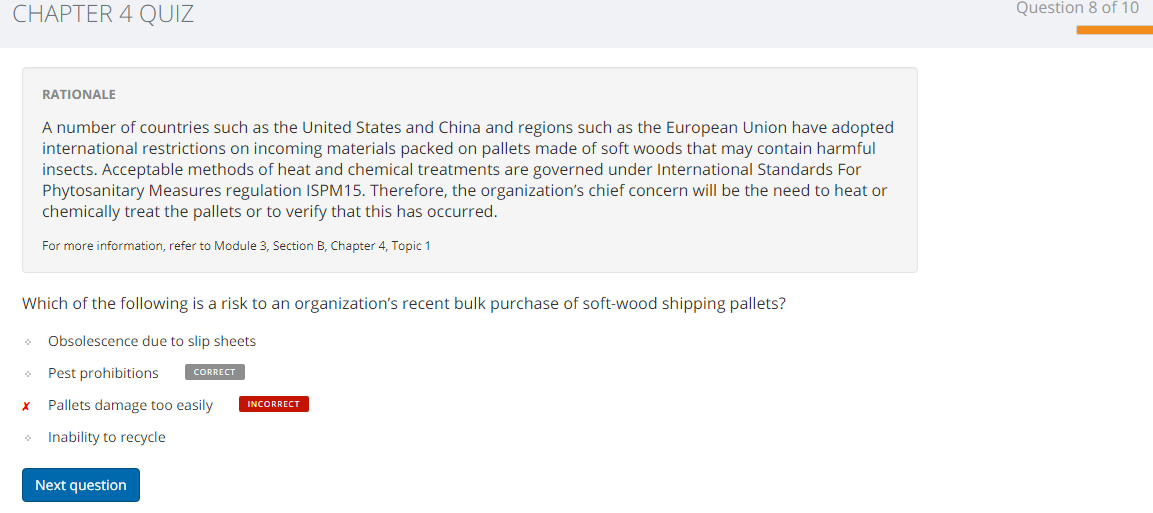 CHAPTER 4 QUIZ
Question 8 of 10
RATIONALE
A number of countries such as the United States and China and regions such as the European Union have adopted
international restrictions on incoming materials packed on pallets made of soft woods that may contain harmful
insects. Acceptable methods of heat and chemical treatments are governed under International Standards For
Phytosanitary Measures regulation ISPM15. Therefore, the organization's chief concern will be the need to heat or
chemically treat the pallets or to verify that this has occurred.
For more information, refer to Module 3, Section B, Chapter 4, Topic 1
Which of the following is a risk to an organization's recent bulk purchase of soft-wood shipping pallets?
Obsolescence due to slip sheets
Pest prohibitions CORRECT
✗ Pallets damage too easily INCORRECT
Inability to recycle
Next question